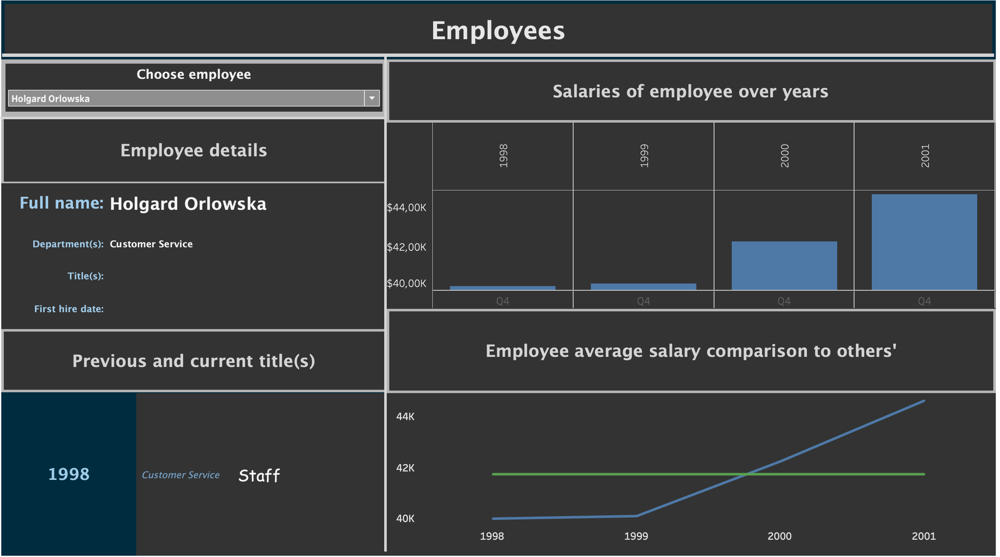 Employees
Choose employee
Holgard Orlowska
Employee details
Full name: Holgard Orlowska
Department(s): Customer Service
Title(s):
First hire date:
Previous and current title(s)
1998 Customer Service Staff
Salaries of employee over years
1998 1999 2000 2001
$44,00K
$42,00K
$40,00K
Q4 Q4 Q4 Q4
Employee average salary comparison to others'
44K
42K
40K
1998 1999 2000 2001